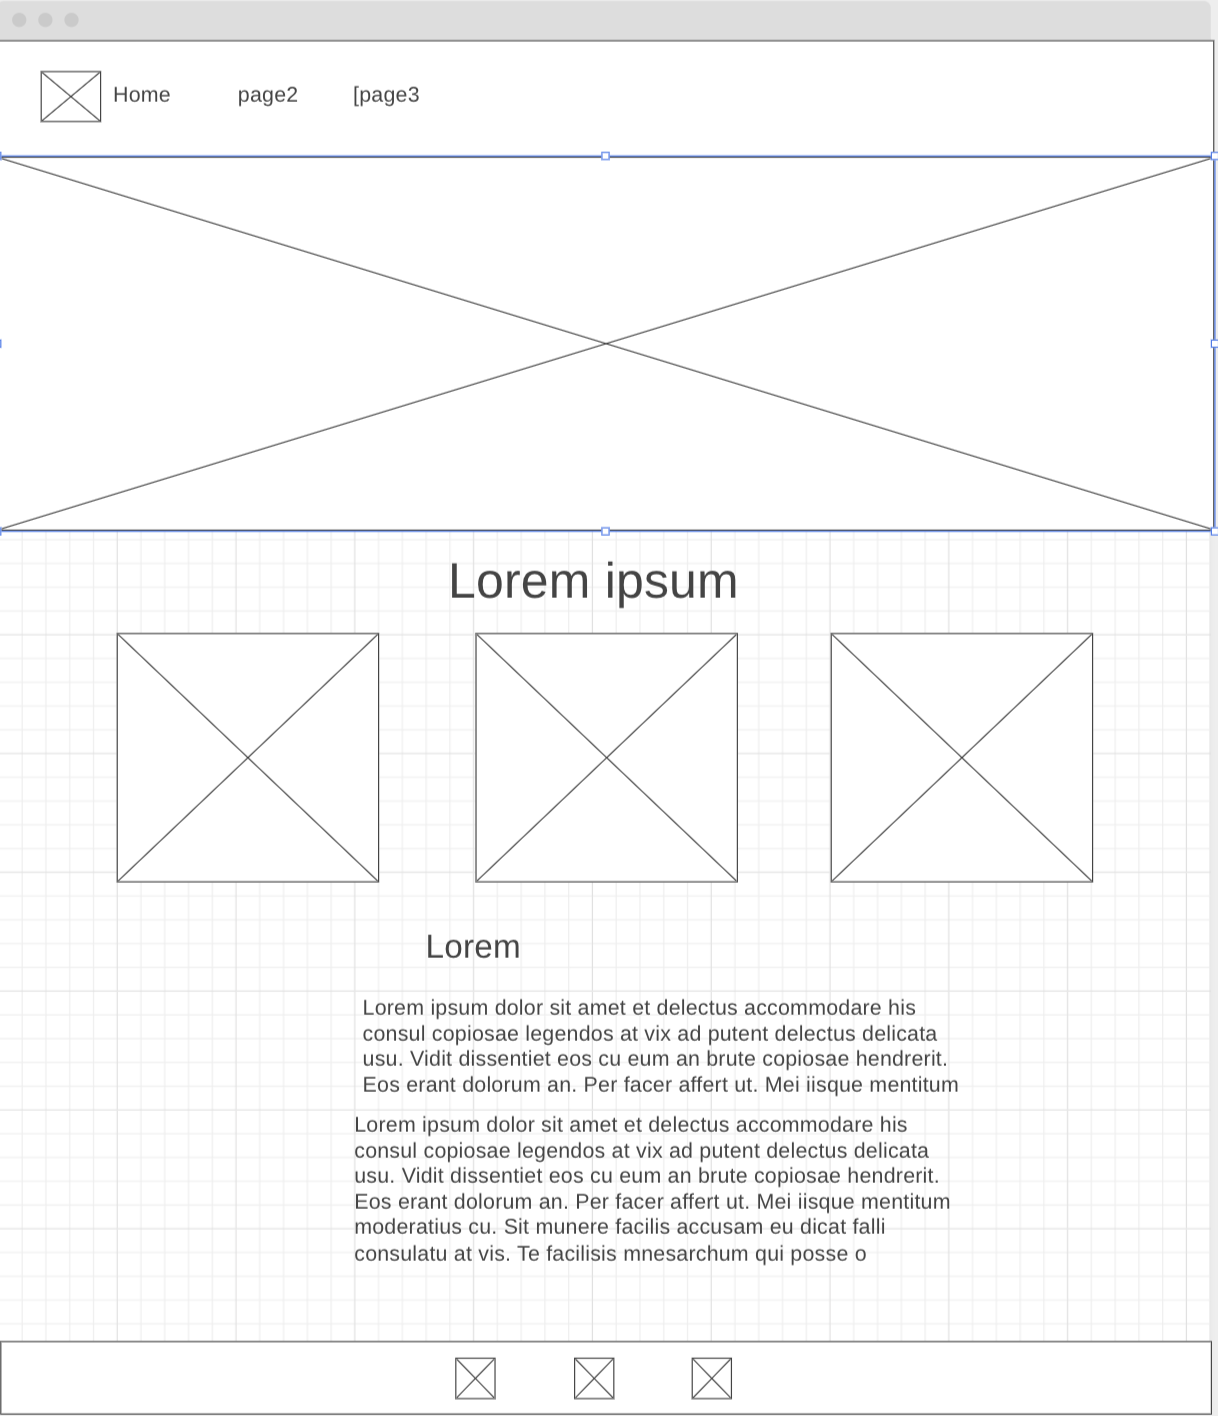 Home page2 [page3
Lorem ipsum
Lorem
Lorem ipsum dolor sit amet et delectus accommodare his
consul copiosae legendos at vix ad putent delectus delicata
usu. Vidit dissentiet eos cu eum an brute copiosae hendrerit.
Eos erant dolorum an. Per facer affert ut. Mei iisque mentitum
Lorem ipsum dolor sit amet et delectus accommodare his
consul copiosae legendos at vix ad putent delectus delicata
usu. Vidit dissentiet eos cu eum an brute copiosae hendrerit.
Eos erant dolorum an. Per facer affert ut. Mei iisque mentitum
moderatius cu. Sit munere facilis accusam eu dicat falli
consulatu at vis. Te facilisis mnesarchum qui posse o